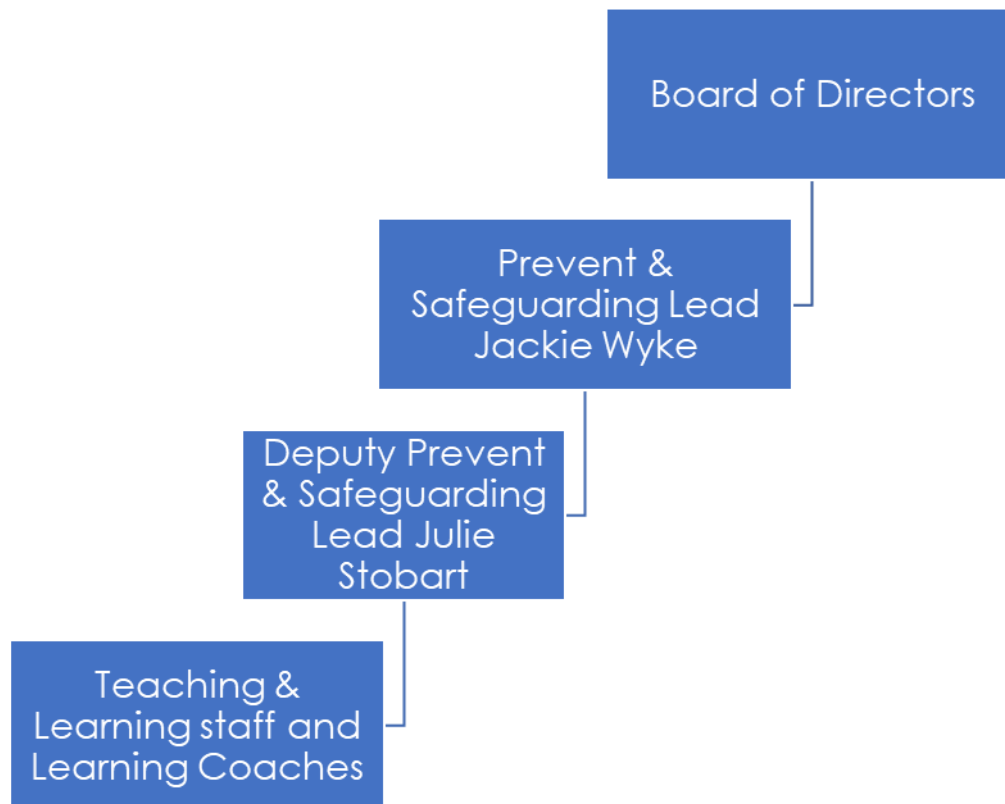 Board of Directors
Prevent &
Safeguarding Lead
Jackie Wyke
Deputy Prevent
& Safeguarding
Lead Julie
Stobart
Teaching &
Learning staff and
Learning Coaches